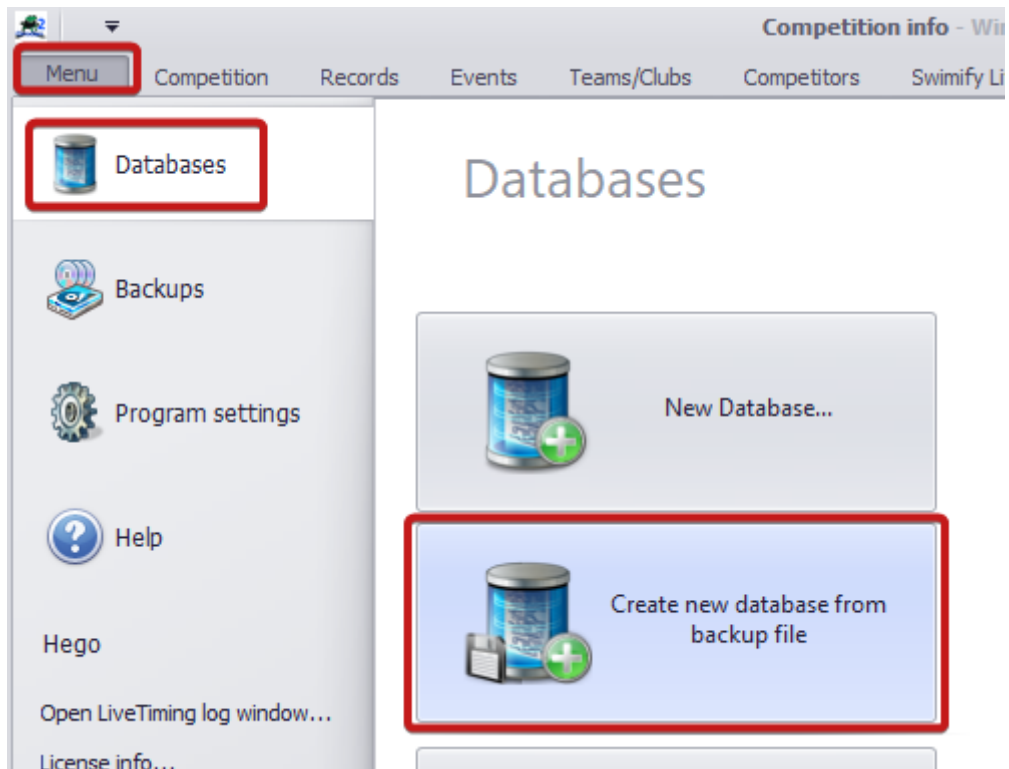 Competition info - Wi
Menu
Competition
Records
Events
Teams/Clubs
Competitors
Swimify Li
Databases
Databases
Backups
New Database...
Program settings
Help
Create new database from
backup file
Hego
Open LiveTiming log window...
License info...